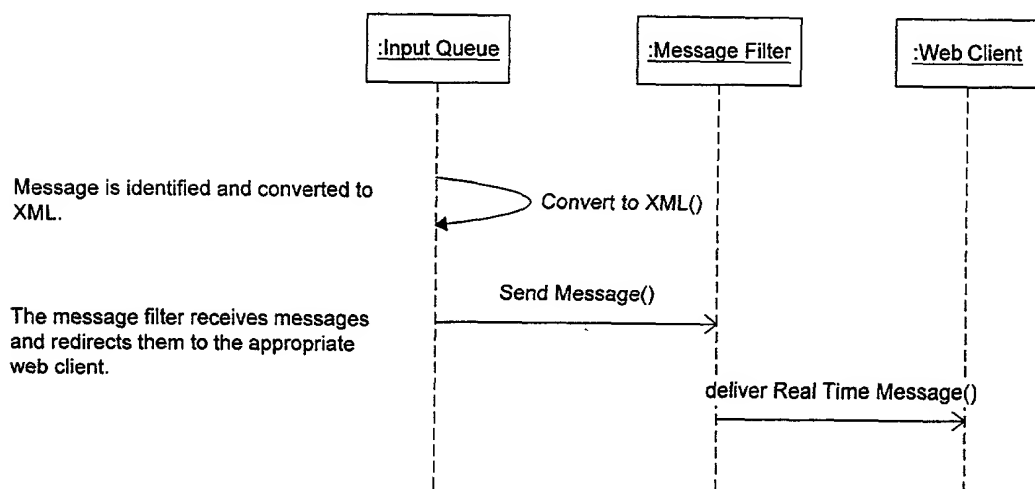 :Input Queue
:Message Filter
:Web Client
Message is identified and converted to
XML.
Convert to XML()
Send Message()
The message filter receives messages
and redirects them to the appropriate
web client.
deliver Real Time Message()